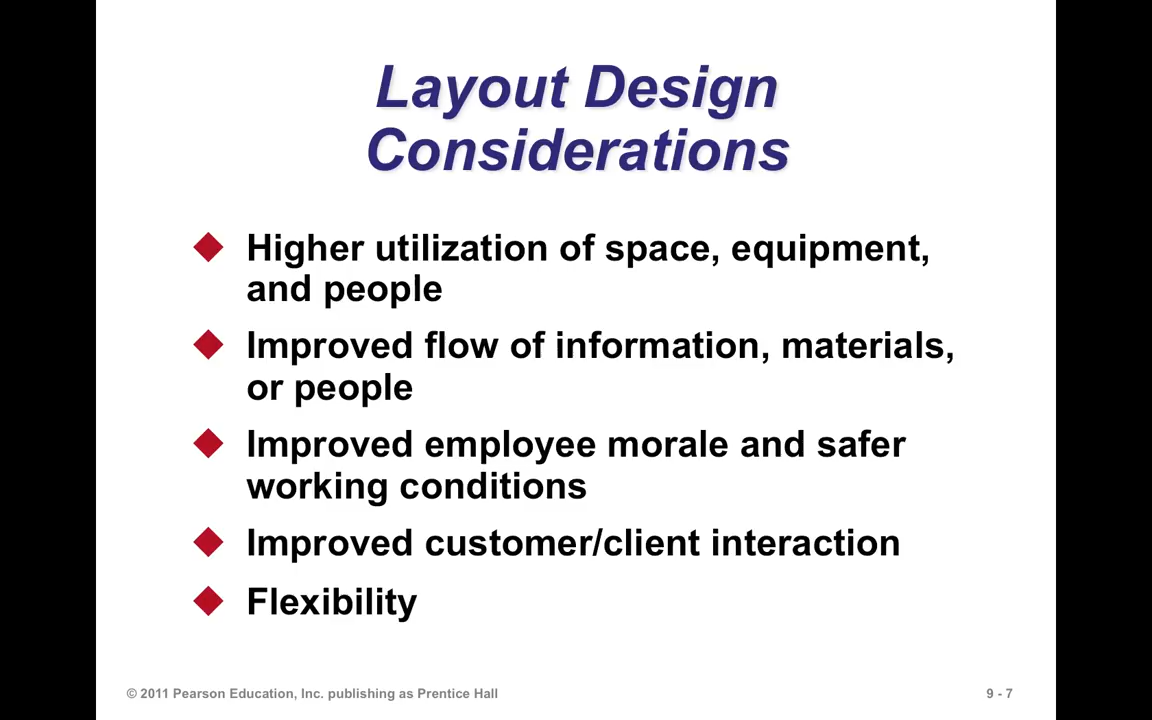 Layout Design
Considerations
Higher utilization of space, equipment,
and people
Improved flow of information, materials,
or people
Improved employee morale and safer
working conditions
Improved customer/client interaction
Flexibility
© 2011 Pearson Education, Inc. publishing as Prentice Hall
9 - 7